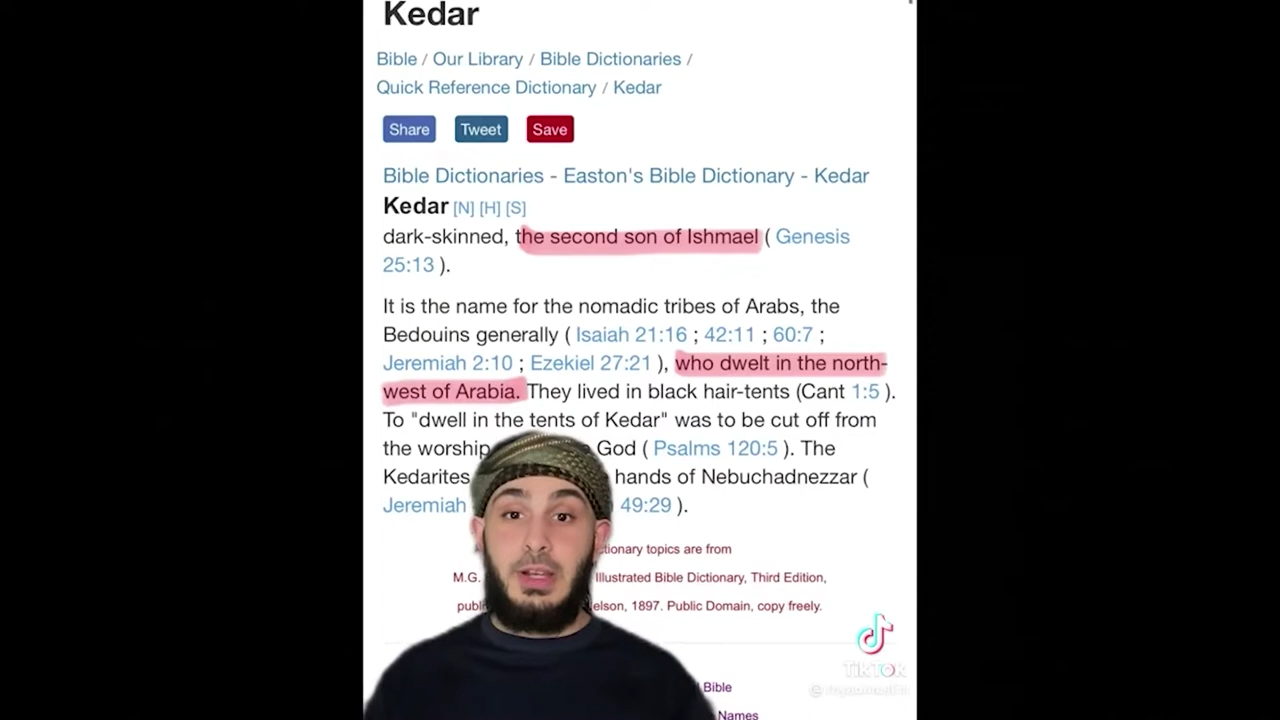 Kedar
Bible / Our Library / Bible Dictionaries /
Quick Reference Dictionary / Kedar
Share Tweet Save
Bible Dictionaries - Easton's Bible Dictionary - Kedar
Kedar [N] [H] [S]
dark-skinned, the second son of Ishmael ( Genesis
25:13 ).
It is the name for the nomadic tribes of Arabs, the
Bedouins generally ( Isaiah 21:16 ; 42:11 ; 60:7 ;
Jeremiah 2:10 ; Ezekiel 27:21 ), who dwelt in the north-
west of Arabia. They lived in black hair-tents (Cant 1:5 ).
To "dwell in the tents of Kedar" was to be cut off from
the worship God ( Psalms 120:5 ). The
Kedarites hands of Nebuchadnezzar (
Jeremiah 49:29 ).
topics are from
M.G. Illustrated Bible Dictionary, Third Edition,
1897. Public Domain, copy freely.
TikTok
Bible
Names